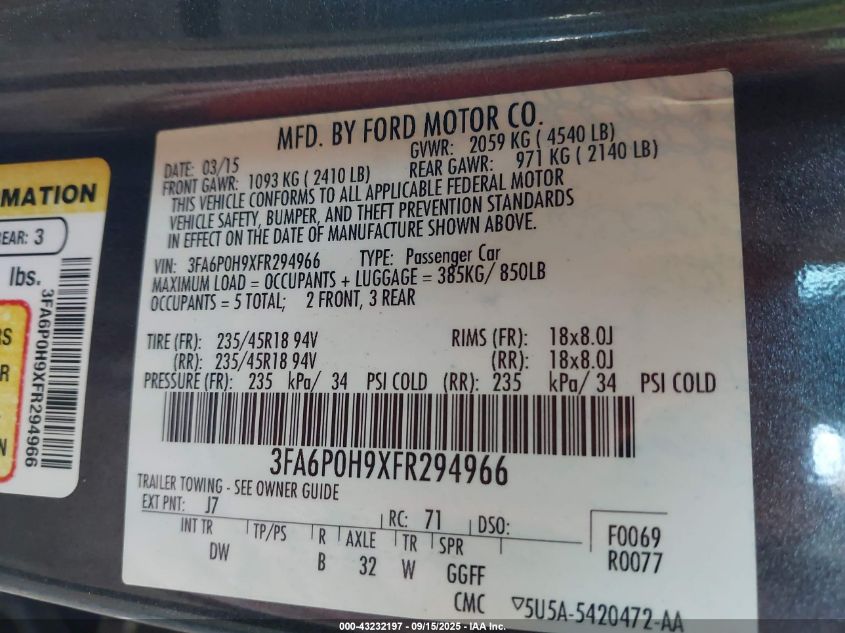 MFD. BY FORD MOTOR CO.
DATE: 03/15 GVWR: 2059 KG ( 4540 LB)
FRONT GAWR: 1093 KG ( 2410 LB) REAR GAWR: 971 KG ( 2140 LB)
THIS VEHICLE CONFORMS TO ALL APPLICABLE FEDERAL MOTOR
VEHICLE SAFETY, BUMPER, AND THEFT PREVENTION STANDARDS
IN EFFECT ON THE DATE OF MANUFACTURE SHOWN ABOVE.
VIN: 3FA6P0H9XFR294966 TYPE: Passenger Car
MAXIMUM LOAD = OCCUPANTS + LUGGAGE = 385KG/ 850LB
OCCUPANTS = 5 TOTAL; 2 FRONT, 3 REAR
TIRE (FR): 235/45R18 94V RIMS (FR): 18x8.0J
(RR): 235/45R18 94V (RR): 18x8.0J
PRESSURE (FR): 235 kPa/ 34 PSI COLD (RR): 235 kPa/ 34 PSI COLD
3FA6P0H9XFR294966
TRAILER TOWING - SEE OWNER GUIDE
EXT PNT: J7 RC: 71 DSO:
INT TR TP/PS R AXLE TR SPR
DW B 32 W GGFF
F0069
R0077
CMC ▽5U5A-5420472-AA
RMATION
REAR: 3
lbs.
3FA6P0H9XFR294966
RS
R
N
000-43232197 - 09/15/2025 - IAA Inc.